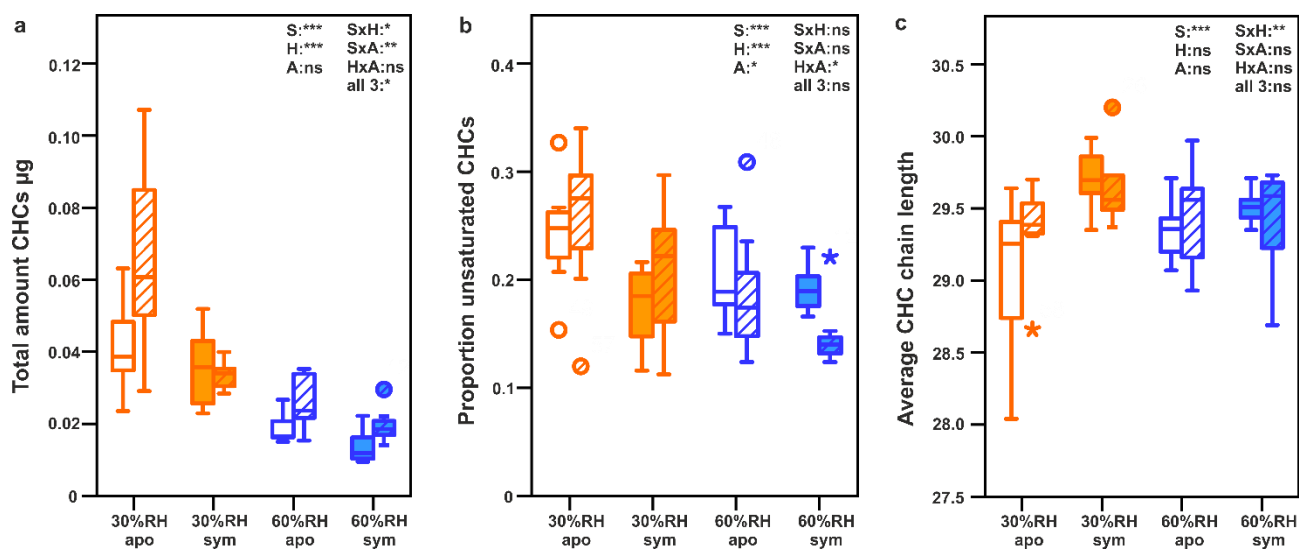 a
S:*** SxH:*
H:*** SxA:**
A:ns HxA:ns
all 3:*
Total amount CHCs µg
0.12
0.10
0.08
0.06
0.04
0.02
0
30%RH 30%RH 60%RH 60%RH
apo sym apo sym
b
S:*** SxH:ns
H:*** SxA:ns
A:* HxA:*
all 3:ns
Proportion unsaturated CHCs
0.4
0.3
0.2
0.1
0
30%RH 30%RH 60%RH 60%RH
apo sym apo sym
c
S:*** SxH:**
H:ns SxA:ns
A:ns HxA:ns
all 3:ns
Average CHC chain length
30.5
30.0
29.5
29.0
28.5
28.0
27.5
30%RH 30%RH 60%RH 60%RH
apo sym apo sym